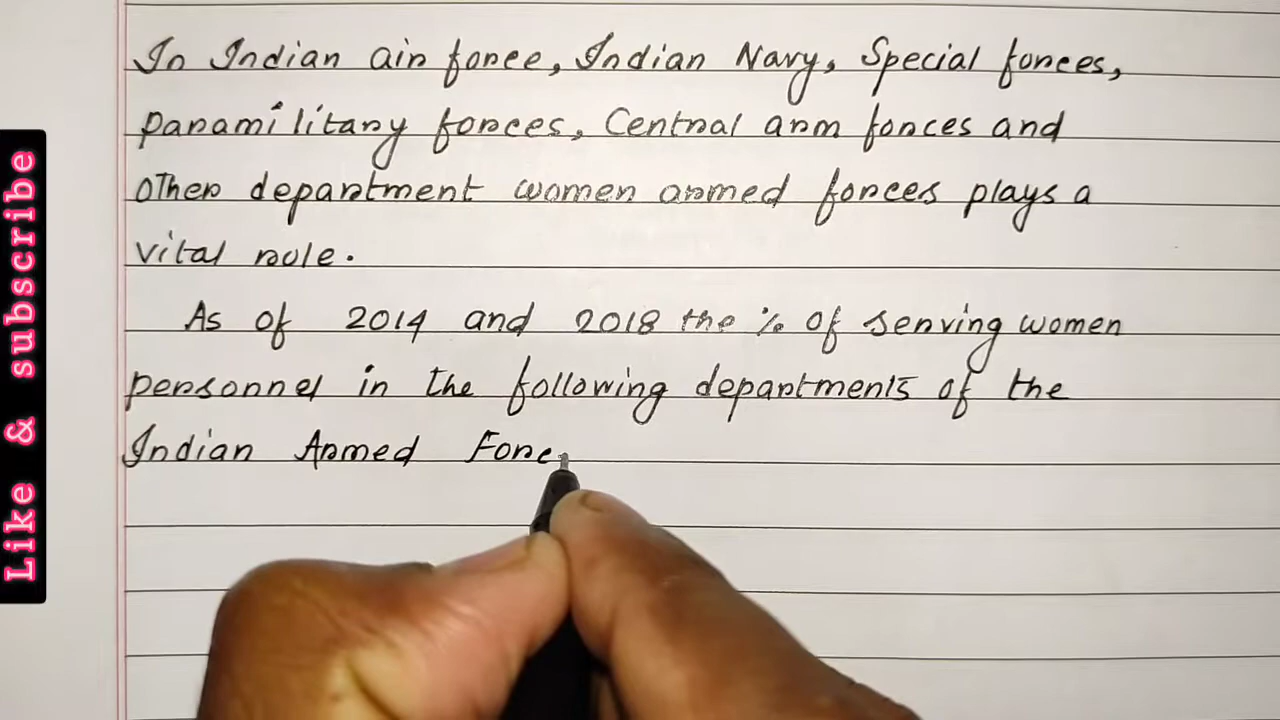 In Indian air force, Indian Navy, Special forces,
paramilitary forces, Central arm forces and
other department women armed forces plays a
vital role.
As of 2014 and 2018 the % of serving women
personnel in the following departments of the
Indian Armed Force
Like & subscribe